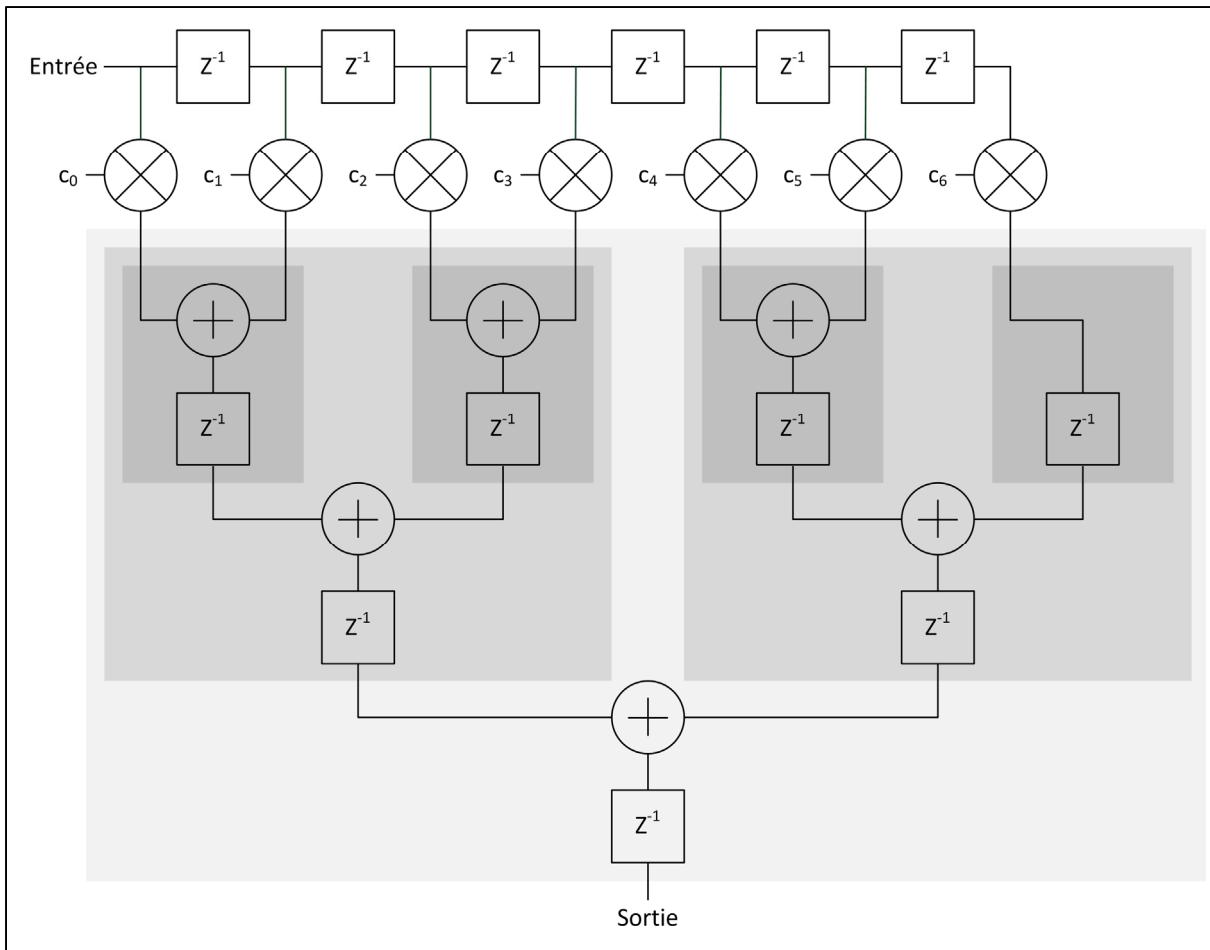 Entrée Z⁻¹ Z⁻¹ Z⁻¹ Z⁻¹ Z⁻¹ Z⁻¹
c₀ c₁ c₂ c₃ c₄ c₅ c₆
Z⁻¹ Z⁻¹ Z⁻¹ Z⁻¹
Z⁻¹ Z⁻¹
Z⁻¹
Sortie